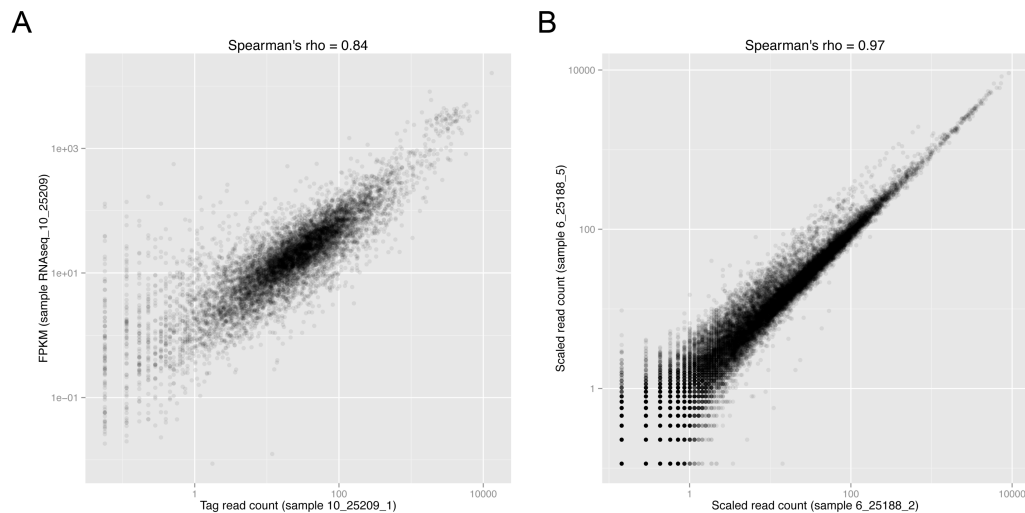 A
Spearman's rho = 0.84
1e+03
1e+01
1e−01
FPKM (sample RNAseq_10_25209)
1
100
10000
Tag read count (sample 10_25209_1)
B
Spearman's rho = 0.97
10000
100
1
Scaled read count (sample 6_25188_5)
1
100
10000
Scaled read count (sample 6_25188_2)